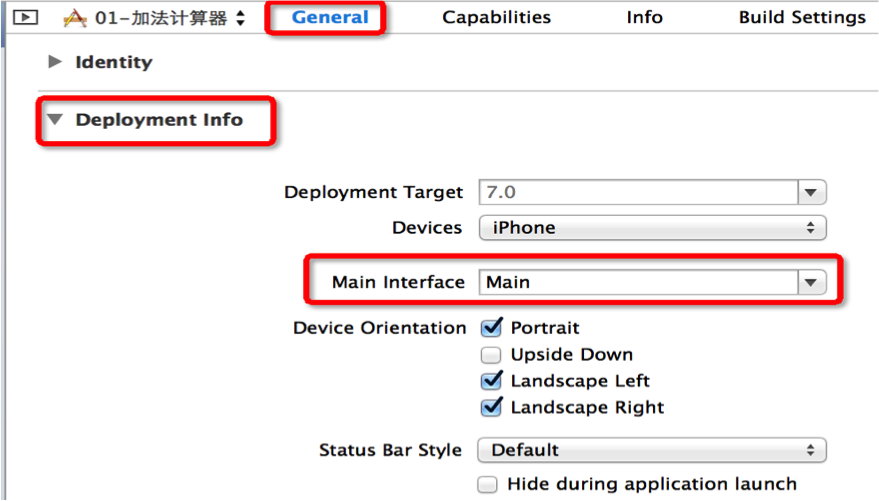 01-加法计算器 General Capabilities Info Build Settings
Identity
Deployment Info
Deployment Target 7.0
Devices iPhone
Main Interface Main
Device Orientation Portrait
Upside Down
Landscape Left
Landscape Right
Status Bar Style Default
Hide during application launch